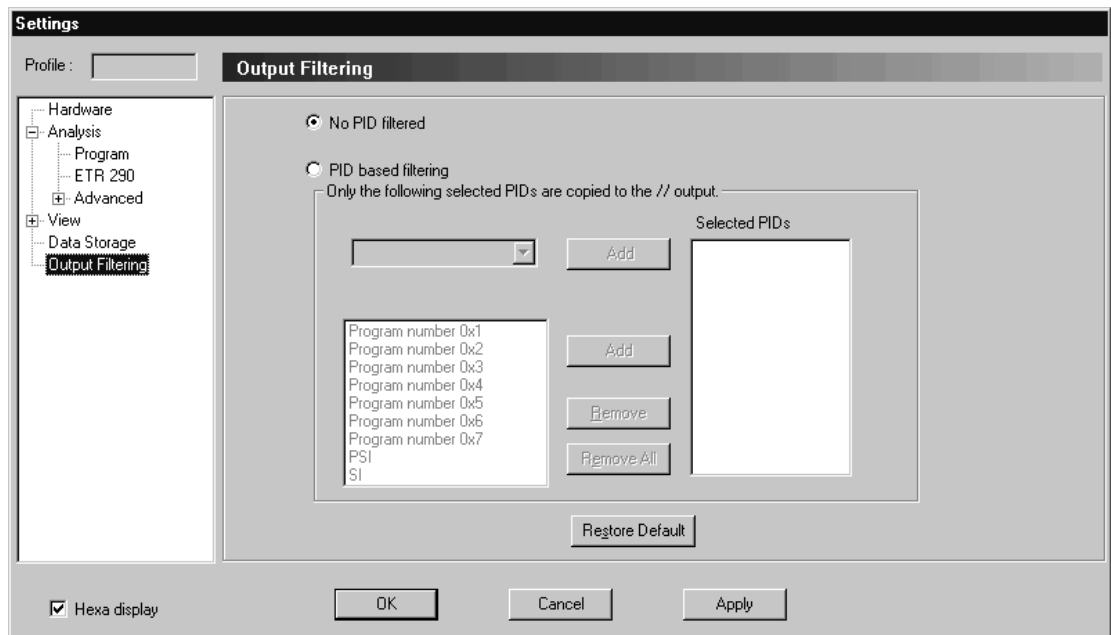 Settings
Profile :
Output Filtering
Hardware
Analysis
Program
ETR 290
Advanced
View
Data Storage
Output Filtering
No PID filtered
PID based filtering
Only the following selected PIDs are copied to the // output.
Selected PIDs
Add
Program number 0x1
Program number 0x2
Program number 0x3
Program number 0x4
Program number 0x5
Program number 0x6
Program number 0x7
PSI
SI
Add
Remove
Remove All
Restore Default
Hexa display
OK
Cancel
Apply